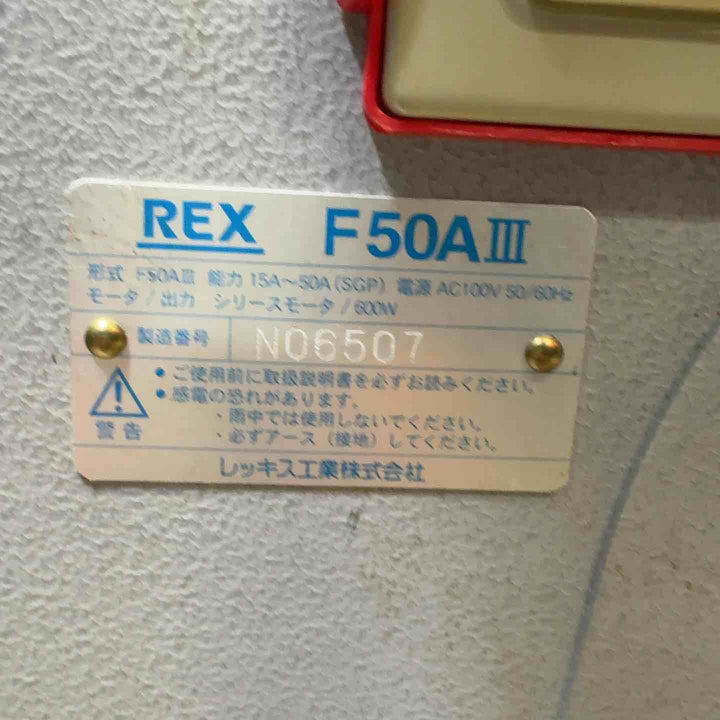 REX F50AⅢ
形式 F50AⅢ 能力 15A～50A(SGP) 電源 AC100V 50/60Hz
モータ/出力 シリースモータ/600W
製造番号 N06507
・ご使用前に取扱説明書を必ずお読みください。
・感電の恐れがあります。
・雨中では使用しないでください。
・必ずアース（接地）してください。
警告
レッキス工業株式会社